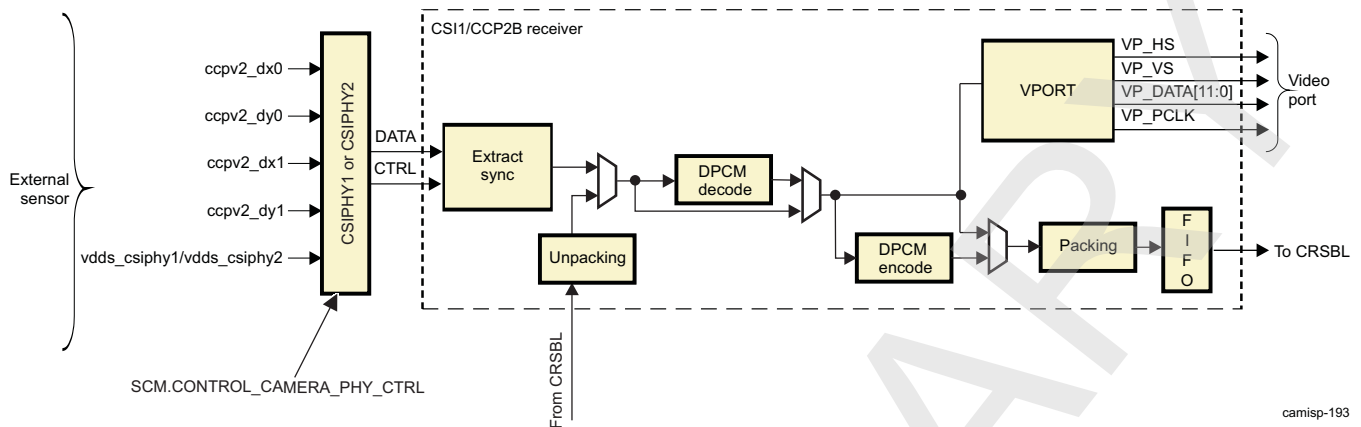 CSI1/CCP2B receiver
External
sensor
ccpv2_dx0
ccpv2_dy0
ccpv2_dx1
ccpv2_dy1
vdds_csiphy1/vdds_csiphy2
CSIPHY1 or CSIPHY2
DATA
CTRL
Extract
sync
Unpacking
DPCM
decode
DPCM
encode
VPORT
VP_HS
VP_VS
VP_DATA[11:0]
VP_PCLK
Video
port
Packing
F
I
F
O
To CRSBL
SCM.CONTROL_CAMERA_PHY_CTRL
From CRSBL
camisp-193